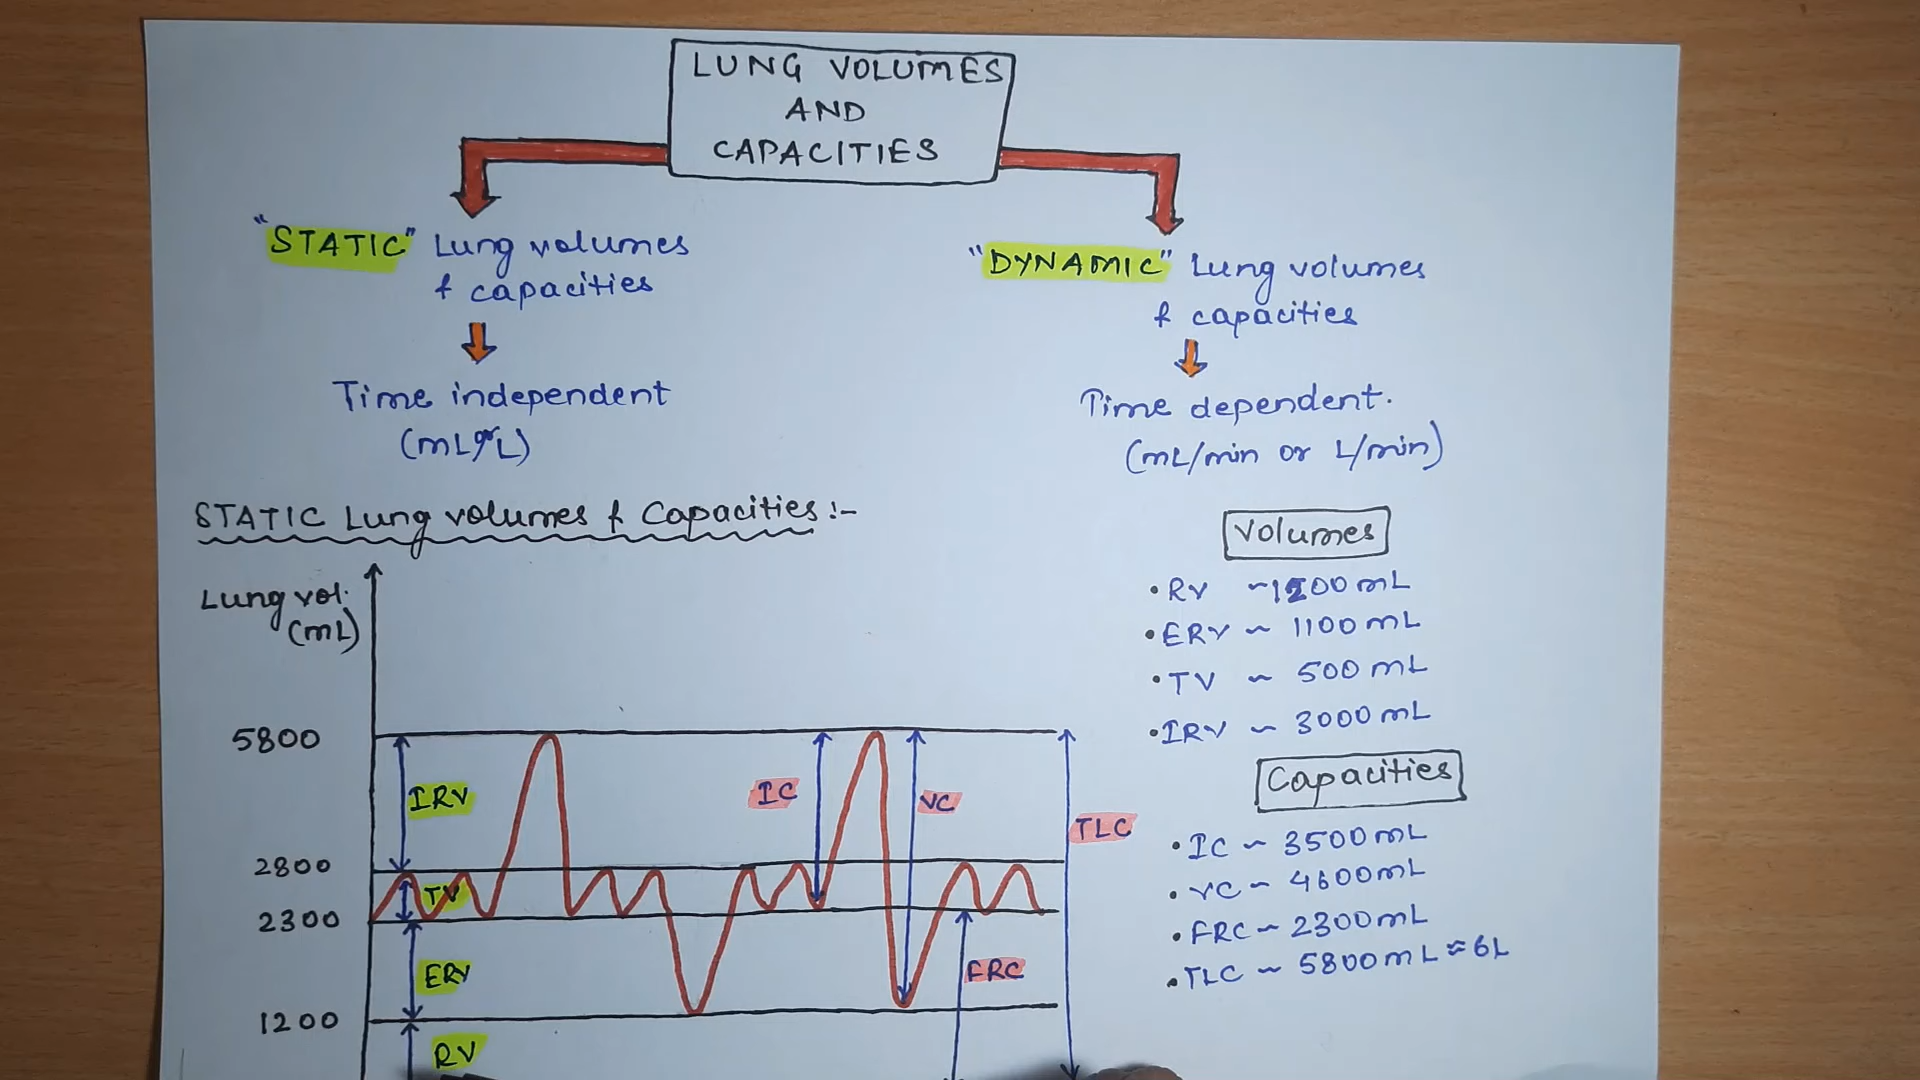 LUNG VOLUMES
AND
CAPACITIES
"STATIC" Lung volumes
& capacities
Time independent
(mL or L)
"DYNAMIC" Lung volumes
& capacities
Time dependent.
(mL/min or L/min)
STATIC Lung volumes & Capacities :-
Lung vol.
(mL)
5800
2800
2300
1200
IRV
TV
ERV
RV
IC
VC
TLC
FRC
Volumes
• RV ~1200 mL
• ERV ~ 1100 mL
• TV ~ 500 mL
• IRV ~ 3000 mL
Capacities
• IC ~ 3500 mL
• VC ~ 4600 mL
• FRC ~ 2300 mL
• TLC ~ 5800 mL ≈ 6L